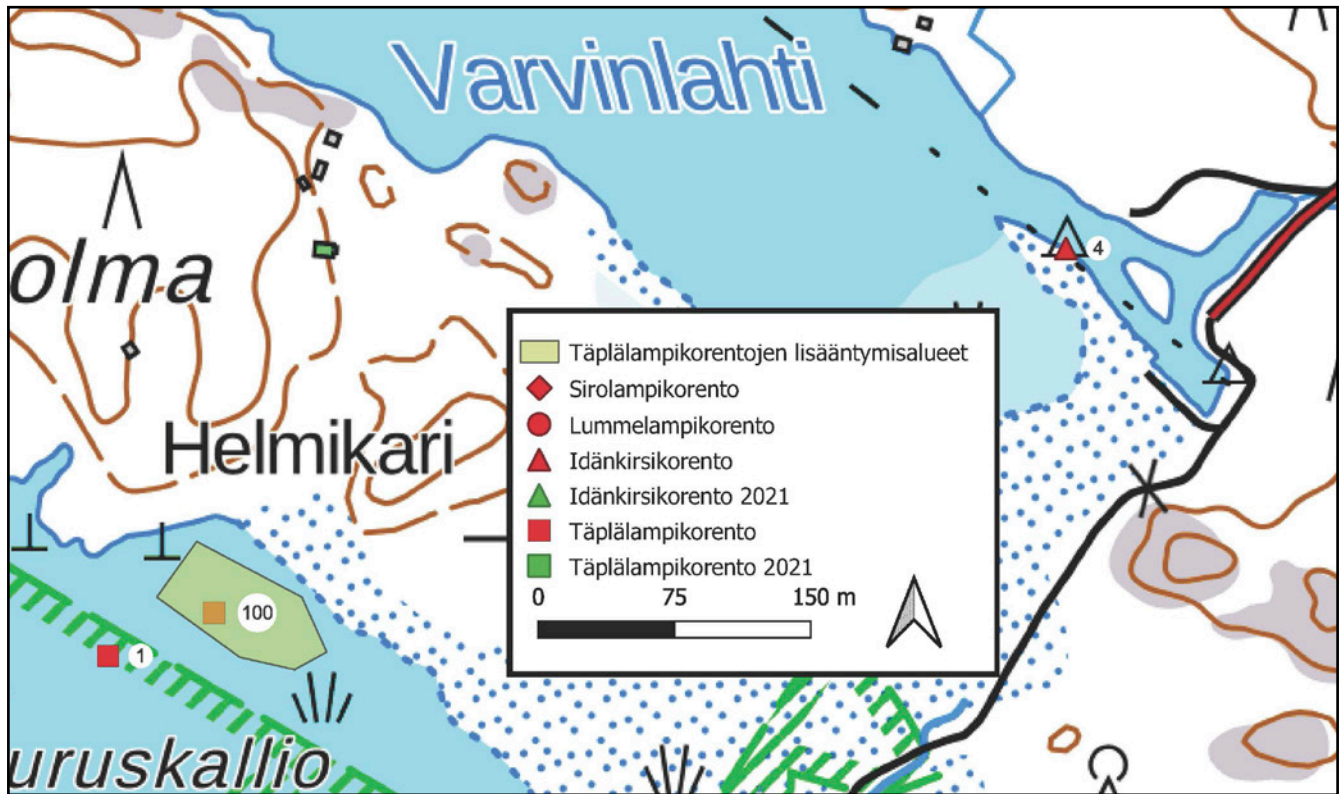 Varvinlahti
4
olma
Helmikari
Täplälampikorentojen lisääntymisalueet
Sirolampikorento
Lummelampikorento
Idänkirsikorento
Idänkirsikorento 2021
Täplälampikorento
Täplälampikorento 2021
0 75 150 m
100
1
uruskallio